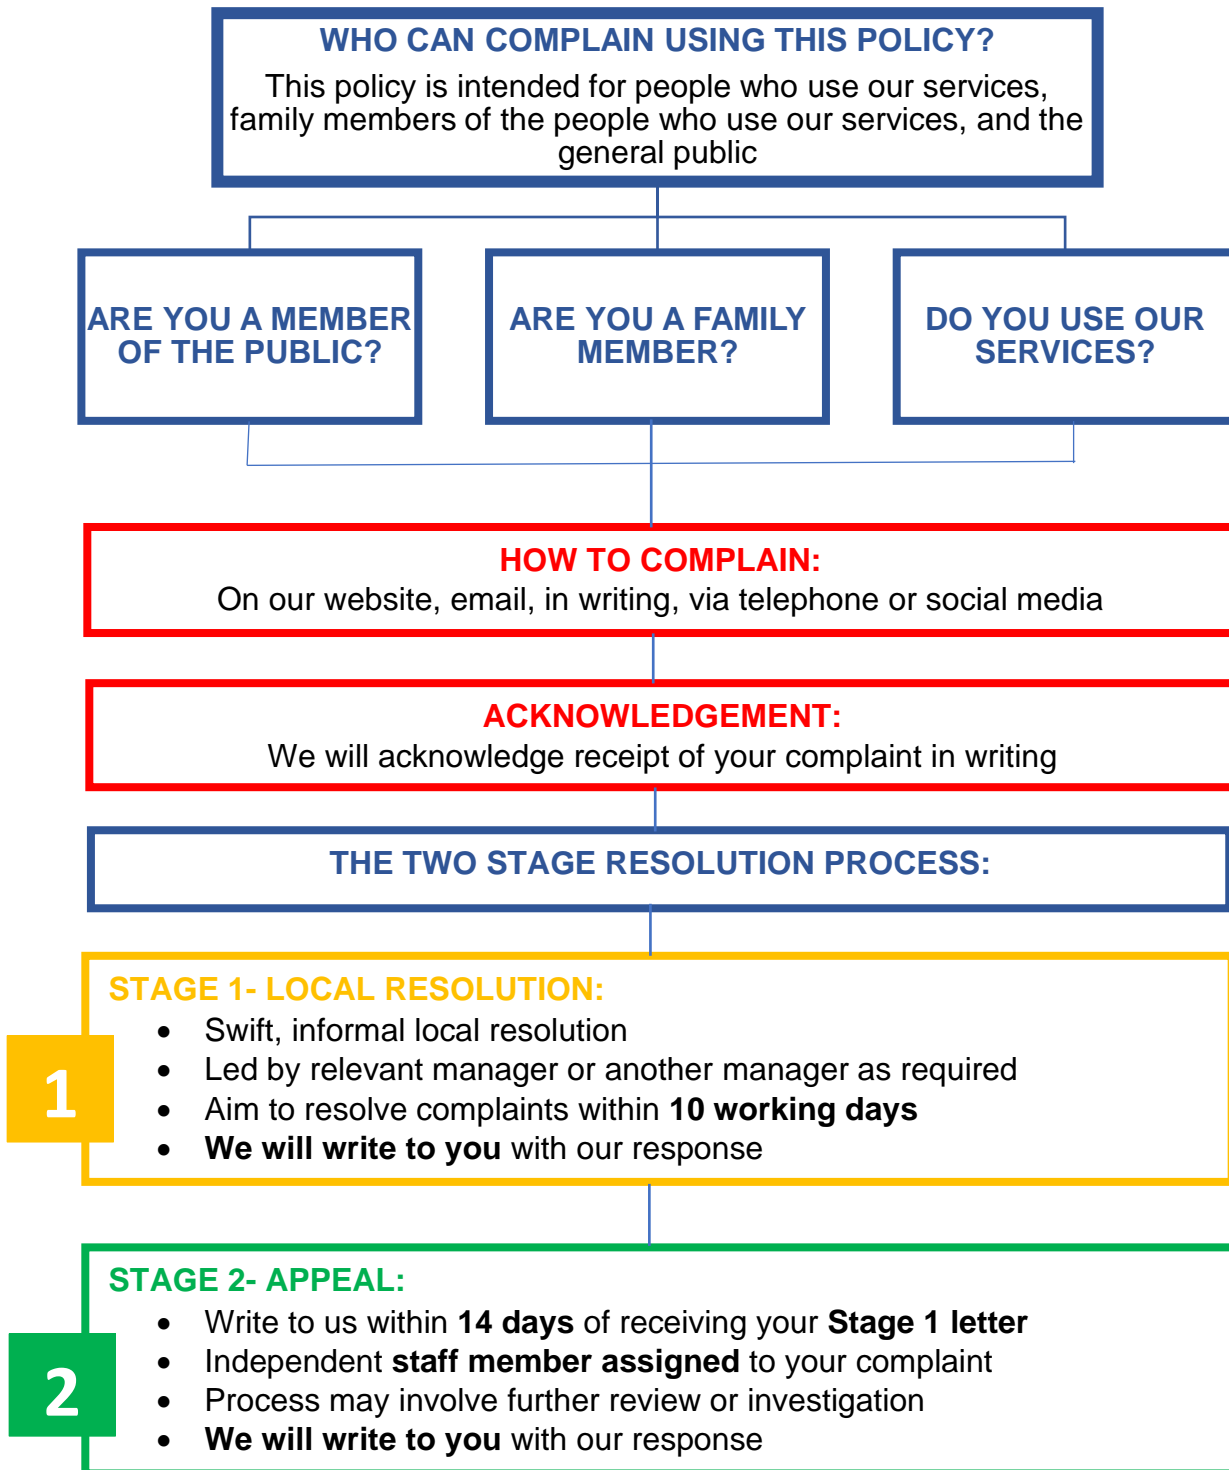 WHO CAN COMPLAIN USING THIS POLICY?
This policy is intended for people who use our services,
family members of the people who use our services, and the
general public
ARE YOU A MEMBER
OF THE PUBLIC?
ARE YOU A FAMILY
MEMBER?
DO YOU USE OUR
SERVICES?
HOW TO COMPLAIN:
On our website, email, in writing, via telephone or social media
ACKNOWLEDGEMENT:
We will acknowledge receipt of your complaint in writing
THE TWO STAGE RESOLUTION PROCESS:
1
STAGE 1- LOCAL RESOLUTION:
• Swift, informal local resolution
• Led by relevant manager or another manager as required
• Aim to resolve complaints within 10 working days
• We will write to you with our response
2
STAGE 2- APPEAL:
• Write to us within 14 days of receiving your Stage 1 letter
• Independent staff member assigned to your complaint
• Process may involve further review or investigation
• We will write to you with our response